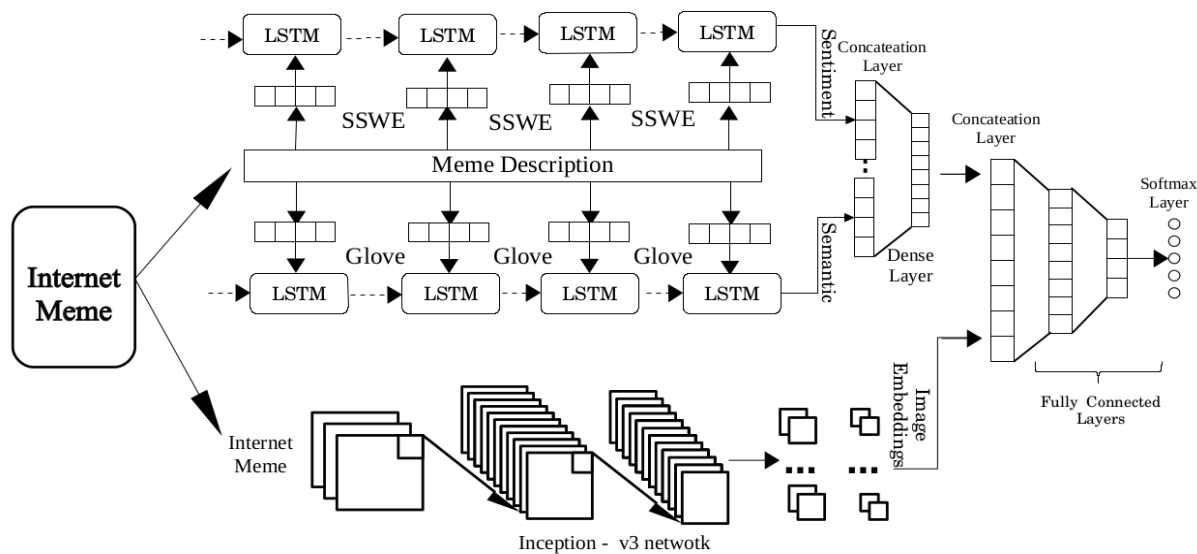 LSTM
LSTM
LSTM
LSTM
Sentiment
Concateation
Layer
SSWE
SSWE
SSWE
Concateation
Layer
Meme Description
Softmax
Layer
Internet
Meme
Glove
Glove
Glove
Semantic
Dense
Layer
LSTM
LSTM
LSTM
LSTM
Image
Embeddings
Fully Connected
Layers
Internet
Meme
Inception - v3 netwotk